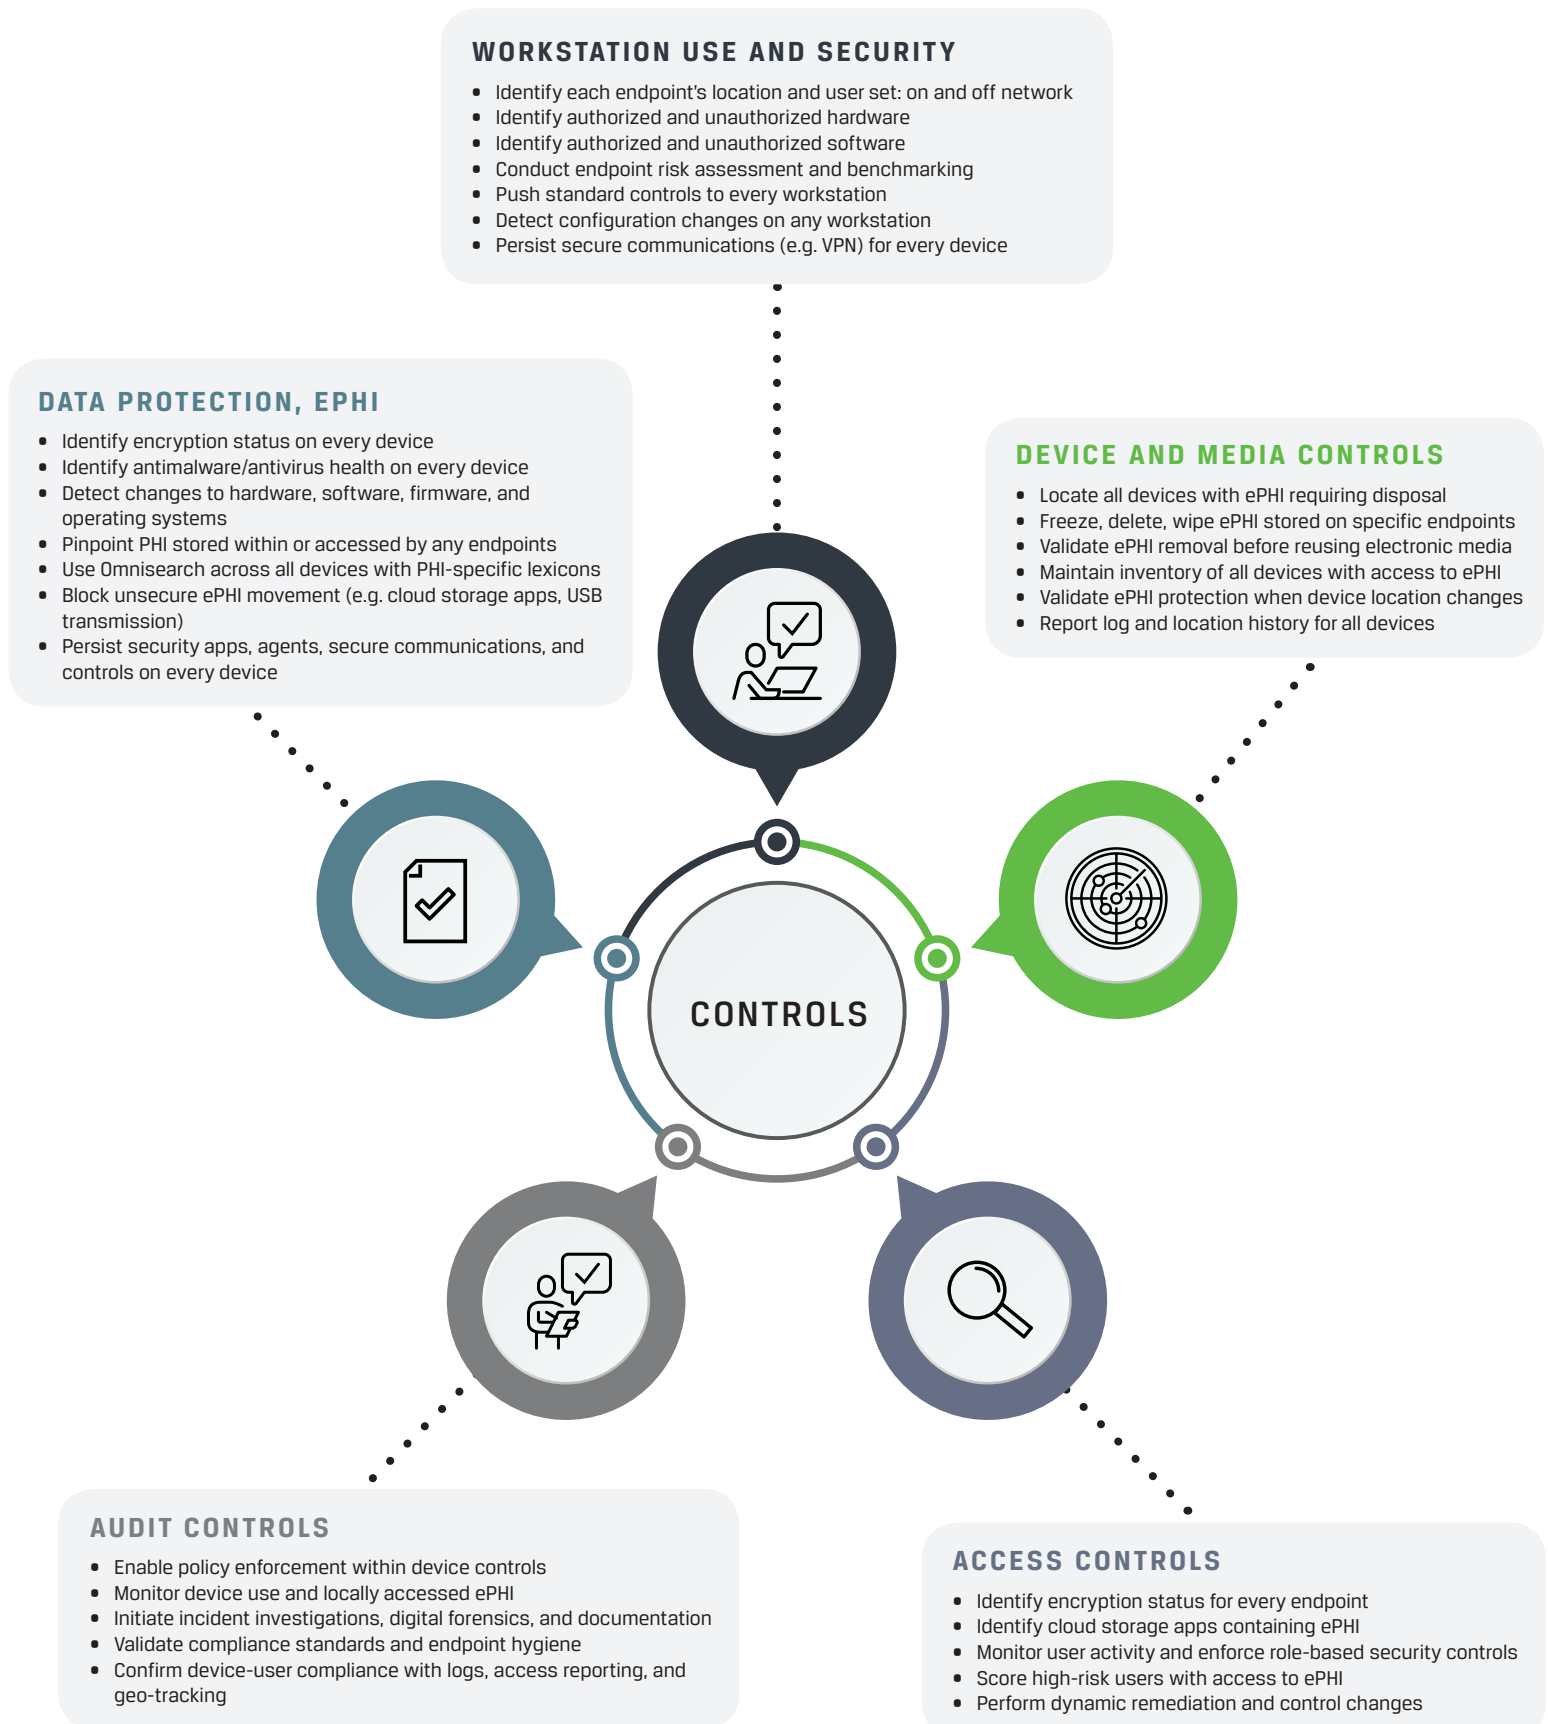 WORKSTATION USE AND SECURITY
• Identify each endpoint's location and user set: on and off network
• Identify authorized and unauthorized hardware
• Identify authorized and unauthorized software
• Conduct endpoint risk assessment and benchmarking
• Push standard controls to every workstation
• Detect configuration changes on any workstation
• Persist secure communications (e.g. VPN) for every device
DATA PROTECTION, EPHI
• Identify encryption status on every device
• Identify antimalware/antivirus health on every device
• Detect changes to hardware, software, firmware, and
operating systems
• Pinpoint PHI stored within or accessed by any endpoints
• Use Omnisearch across all devices with PHI-specific lexicons
• Block unsecure ePHI movement (e.g. cloud storage apps, USB
transmission)
• Persist security apps, agents, secure communications, and
controls on every device
DEVICE AND MEDIA CONTROLS
• Locate all devices with ePHI requiring disposal
• Freeze, delete, wipe ePHI stored on specific endpoints
• Validate ePHI removal before reusing electronic media
• Maintain inventory of all devices with access to ePHI
• Validate ePHI protection when device location changes
• Report log and location history for all devices
CONTROLS
AUDIT CONTROLS
• Enable policy enforcement within device controls
• Monitor device use and locally accessed ePHI
• Initiate incident investigations, digital forensics, and documentation
• Validate compliance standards and endpoint hygiene
• Confirm device-user compliance with logs, access reporting, and
geo-tracking
ACCESS CONTROLS
• Identify encryption status for every endpoint
• Identify cloud storage apps containing ePHI
• Monitor user activity and enforce role-based security controls
• Score high-risk users with access to ePHI
• Perform dynamic remediation and control changes